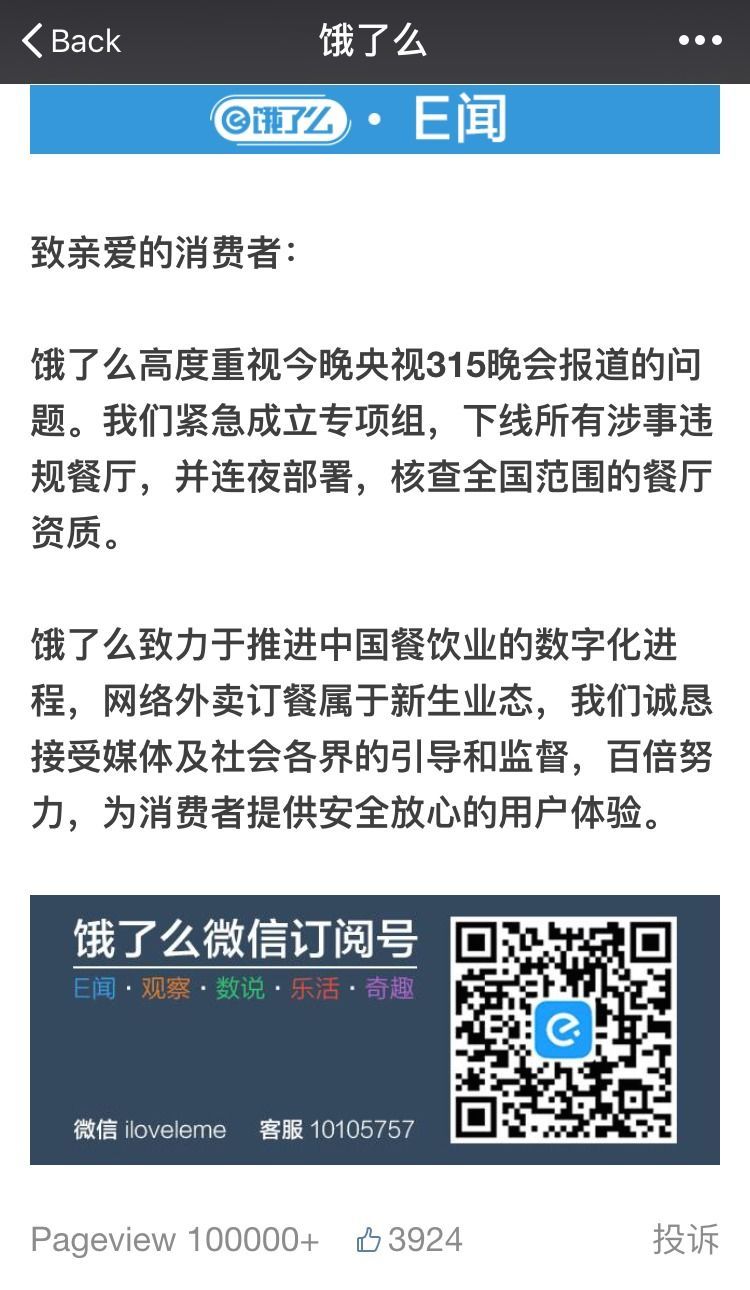 Back
饿了么
饿了么 · E闻
致亲爱的消费者：
饿了么高度重视今晚央视315晚会报道的问
题。我们紧急成立专项组，下线所有涉事违
规餐厅，并连夜部署，核查全国范围的餐厅
资质。
饿了么致力于推进中国餐饮业的数字化进
程，网络外卖订餐属于新生业态，我们诚恳
接受媒体及社会各界的引导和监督，百倍努
力，为消费者提供安全放心的用户体验。
饿了么微信订阅号
E闻 · 观察 · 数说 · 乐活 · 奇趣
微信 iloveleme 客服 10105757
Pageview 100000+ 3924 投诉